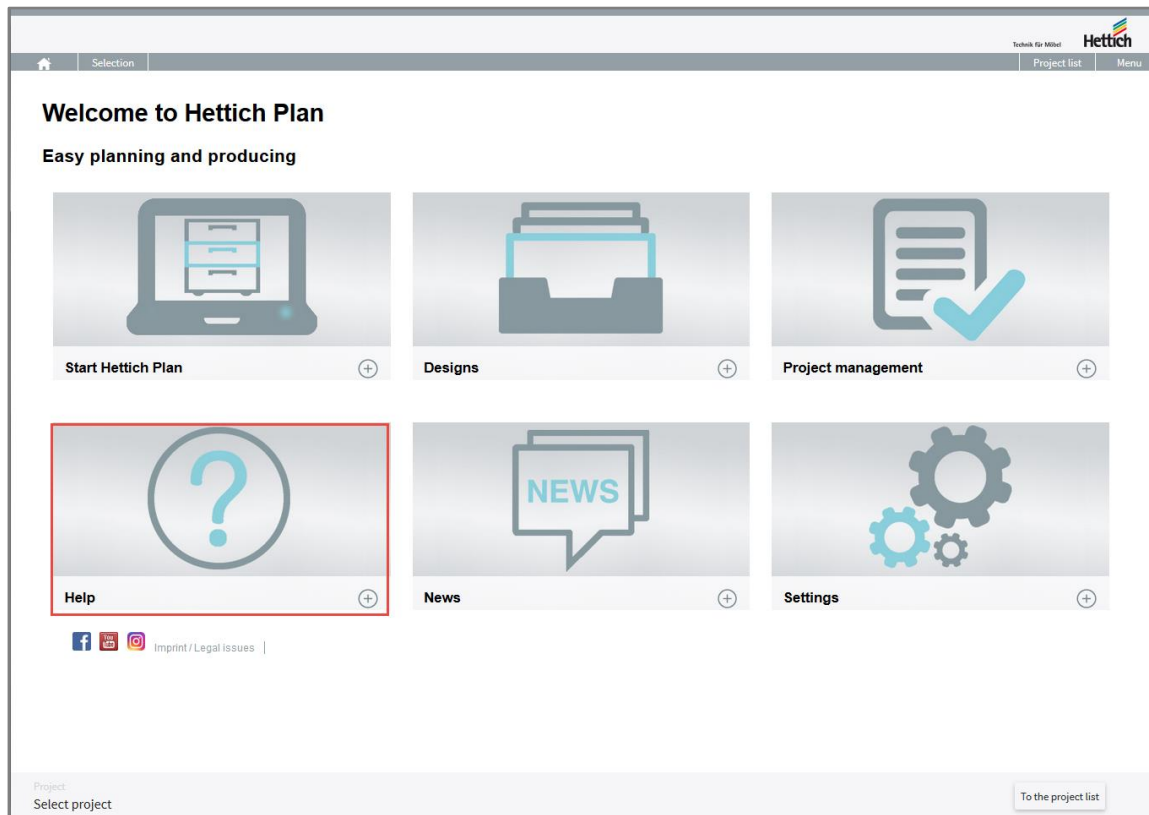 Technik für Möbel Hettich
Selection Project list Menu
Welcome to Hettich Plan
Easy planning and producing
Start Hettich Plan
Designs
Project management
NEWS
Help
News
Settings
You Tube
Imprint / Legal issues
Project
Select project
To the project list